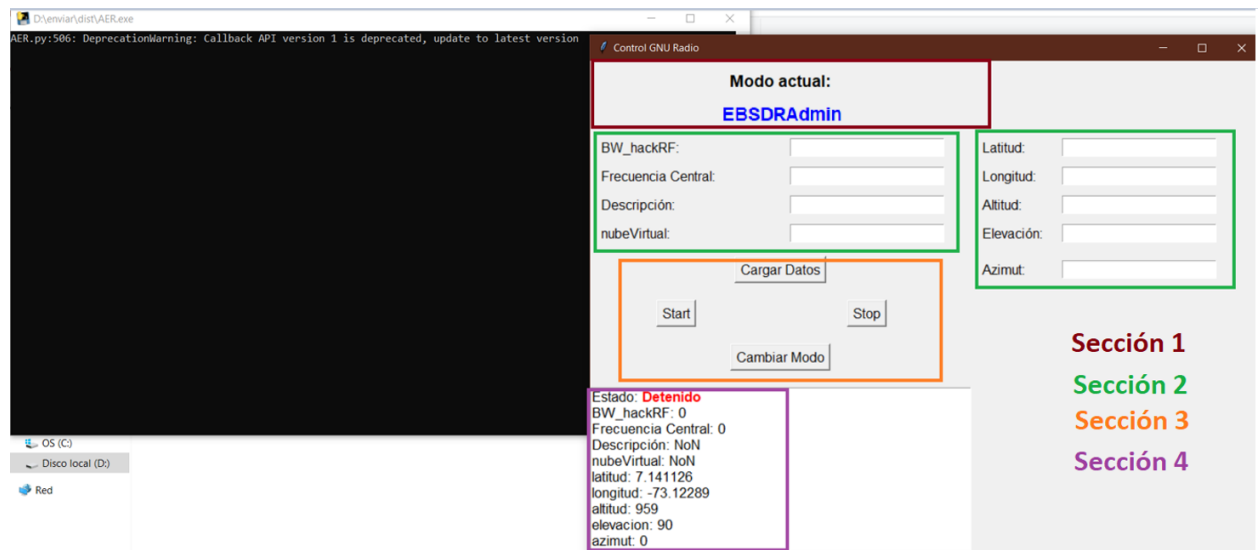 D:\enviar\dist\AER.exe
AER.py:506: DeprecationWarning: Callback API version 1 is deprecated, update to latest version
Control GNU Radio
Modo actual:
EBSDRAdmin
BW_hackRF:
Frecuencia Central:
Descripción:
nubeVirtual:
Latitud:
Longitud:
Altitud:
Elevación:
Azimut:
Cargar Datos
Start
Stop
Cambiar Modo
Sección 1
Sección 2
Sección 3
Sección 4
Estado: Detenido
BW_hackRF: 0
Frecuencia Central: 0
Descripción: NoN
nubeVirtual: NoN
latitud: 7.141126
longitud: -73.12289
altitud: 959
elevacion: 90
azimut: 0
OS (C:)
Disco local (D:)
Red